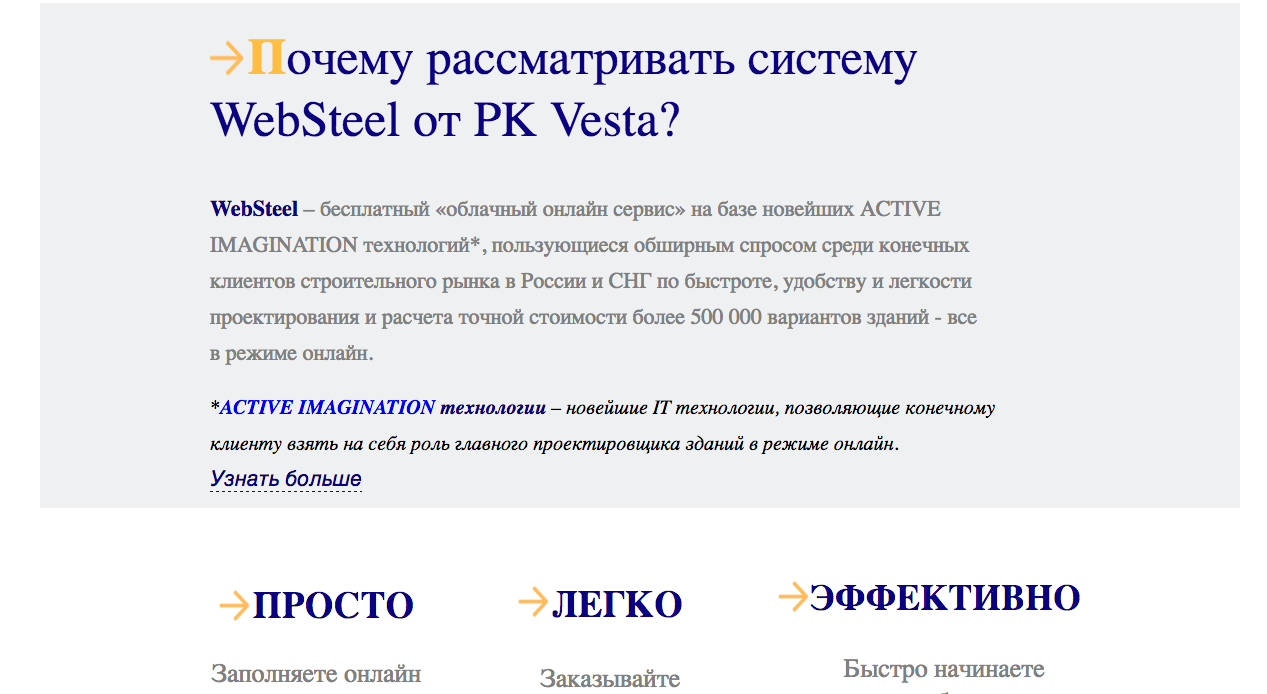 Почему рассматривать систему
WebSteel от PK Vesta?
WebSteel – бесплатный «облачный онлайн сервис» на базе новейших ACTIVE
IMAGINATION технологий*, пользующиеся обширным спросом среди конечных
клиентов строительного рынка в России и СНГ по быстроте, удобству и легкости
проектирования и расчета точной стоимости более 500 000 вариантов зданий - все
в режиме онлайн.
*ACTIVE IMAGINATION технологии – новейшие IT технологии, позволяющие конечному
клиенту взять на себя роль главного проектировщика зданий в режиме онлайн.
Узнать больше
ПРОСТО
ЛЕГКО
ЭФФЕКТИВНО
Заполняете онлайн
Заказывайте
Быстро начинаете